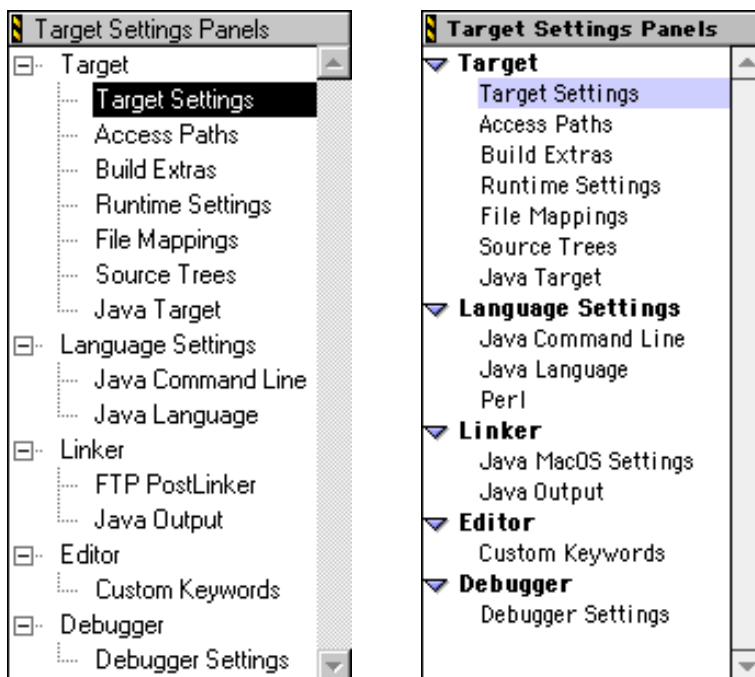 Target Settings Panels
Target
Target Settings
Access Paths
Build Extras
Runtime Settings
File Mappings
Source Trees
Java Target
Language Settings
Java Command Line
Java Language
Linker
FTP PostLinker
Java Output
Editor
Custom Keywords
Debugger
Debugger Settings
Target Settings Panels
Target
Target Settings
Access Paths
Build Extras
Runtime Settings
File Mappings
Source Trees
Java Target
Language Settings
Java Command Line
Java Language
Perl
Linker
Java MacOS Settings
Java Output
Editor
Custom Keywords
Debugger
Debugger Settings